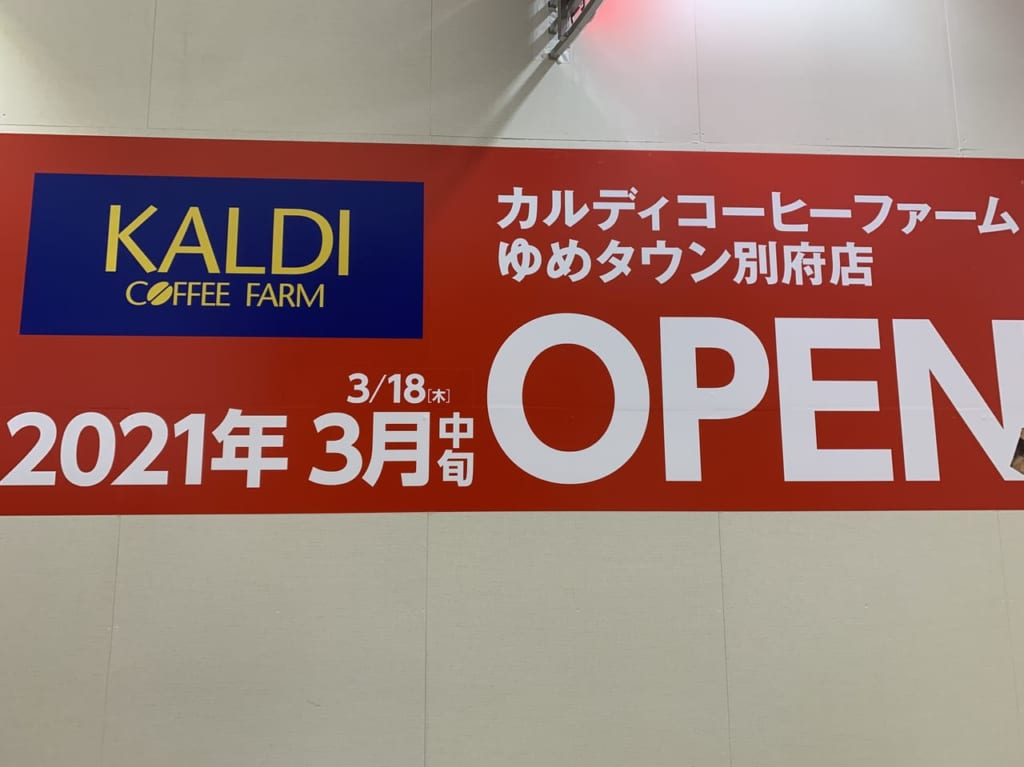 KALDI
COFFEE FARM
カルディコーヒーファーム
ゆめタウン別府店
3/18[木]
2021年 3月中旬
OPEN